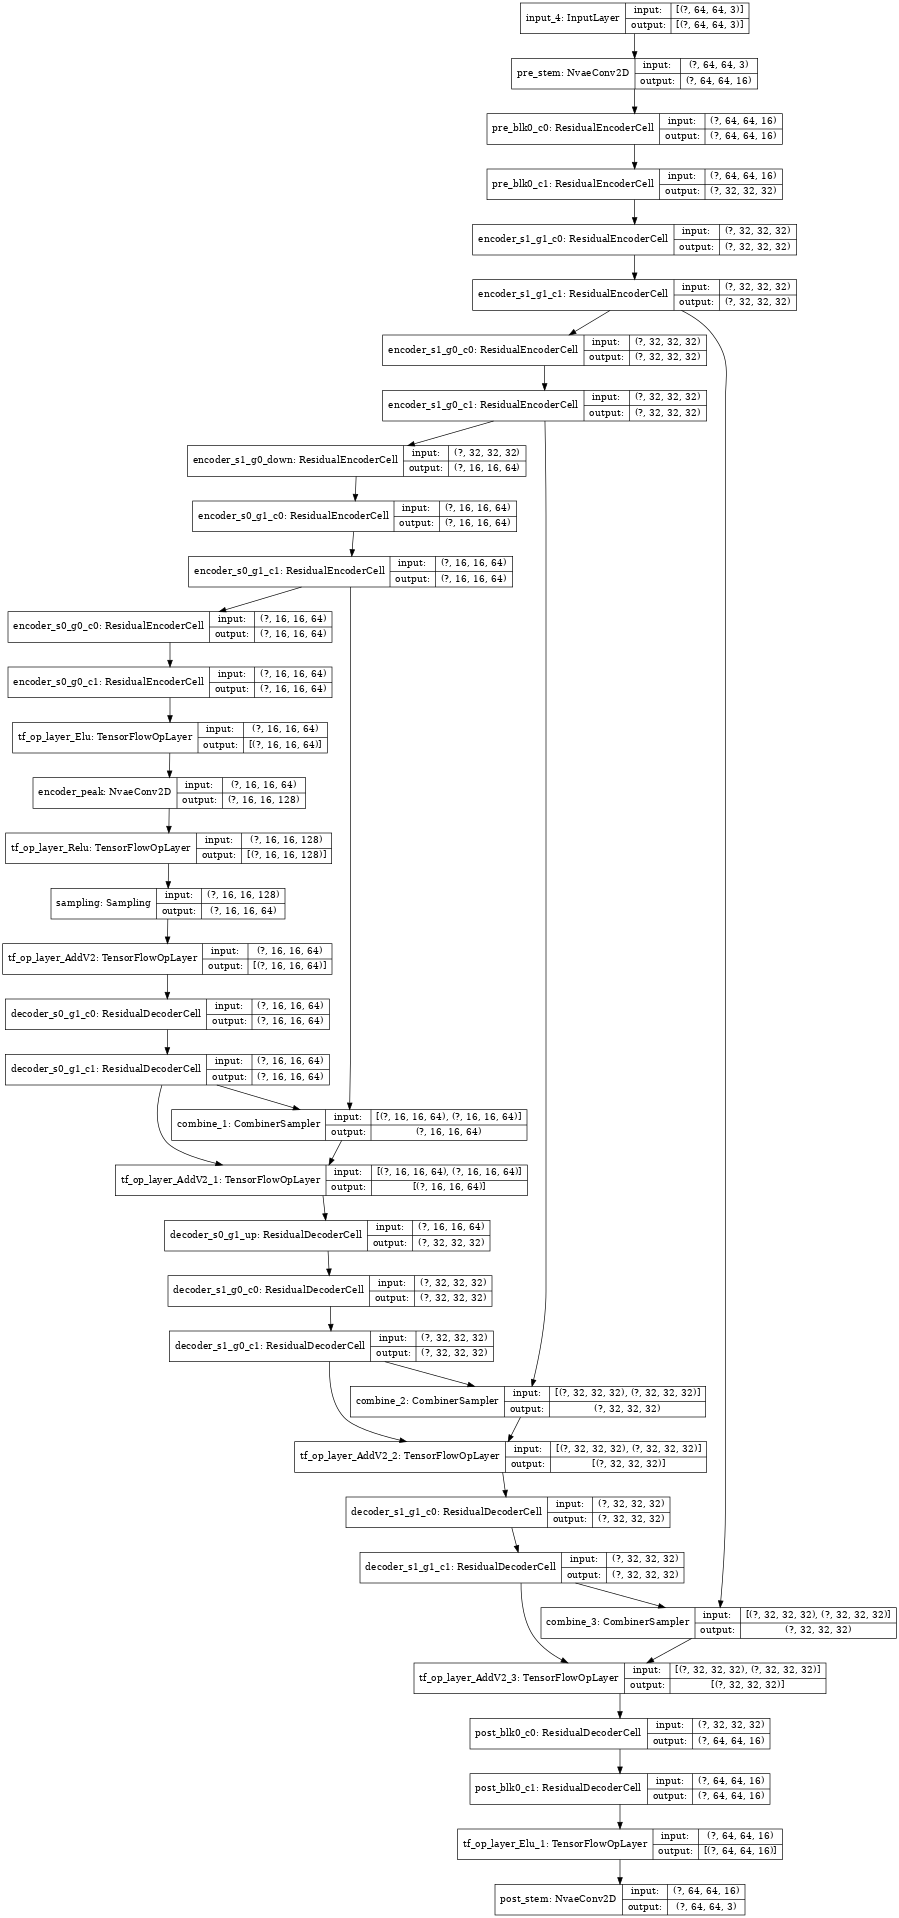 input_4: InputLayer input: [(?, 64, 64, 3)]
output: [(?, 64, 64, 3)]
pre_stem: NvaeConv2D input: (?, 64, 64, 3)
output: (?, 64, 64, 16)
pre_blk0_c0: ResidualEncoderCell input: (?, 64, 64, 16)
output: (?, 64, 64, 16)
pre_blk0_c1: ResidualEncoderCell input: (?, 64, 64, 16)
output: (?, 32, 32, 32)
encoder_s1_g1_c0: ResidualEncoderCell input: (?, 32, 32, 32)
output: (?, 32, 32, 32)
encoder_s1_g1_c1: ResidualEncoderCell input: (?, 32, 32, 32)
output: (?, 32, 32, 32)
encoder_s1_g0_c0: ResidualEncoderCell input: (?, 32, 32, 32)
output: (?, 32, 32, 32)
encoder_s1_g0_c1: ResidualEncoderCell input: (?, 32, 32, 32)
output: (?, 32, 32, 32)
encoder_s1_g0_down: ResidualEncoderCell input: (?, 32, 32, 32)
output: (?, 16, 16, 64)
encoder_s0_g1_c0: ResidualEncoderCell input: (?, 16, 16, 64)
output: (?, 16, 16, 64)
encoder_s0_g1_c1: ResidualEncoderCell input: (?, 16, 16, 64)
output: (?, 16, 16, 64)
encoder_s0_g0_c0: ResidualEncoderCell input: (?, 16, 16, 64)
output: (?, 16, 16, 64)
encoder_s0_g0_c1: ResidualEncoderCell input: (?, 16, 16, 64)
output: (?, 16, 16, 64)
tf_op_layer_Elu: TensorFlowOpLayer input: (?, 16, 16, 64)
output: [(?, 16, 16, 64)]
encoder_peak: NvaeConv2D input: (?, 16, 16, 64)
output: (?, 16, 16, 128)
tf_op_layer_Relu: TensorFlowOpLayer input: (?, 16, 16, 128)
output: [(?, 16, 16, 128)]
sampling: Sampling input: (?, 16, 16, 128)
output: (?, 16, 16, 64)
tf_op_layer_AddV2: TensorFlowOpLayer input: (?, 16, 16, 64)
output: [(?, 16, 16, 64)]
decoder_s0_g1_c0: ResidualDecoderCell input: (?, 16, 16, 64)
output: (?, 16, 16, 64)
decoder_s0_g1_c1: ResidualDecoderCell input: (?, 16, 16, 64)
output: (?, 16, 16, 64)
combine_1: CombinerSampler input: [(?, 16, 16, 64), (?, 16, 16, 64)]
output: (?, 16, 16, 64)
tf_op_layer_AddV2_1: TensorFlowOpLayer input: [(?, 16, 16, 64), (?, 16, 16, 64)]
output: [(?, 16, 16, 64)]
decoder_s0_g1_up: ResidualDecoderCell input: (?, 16, 16, 64)
output: (?, 32, 32, 32)
decoder_s1_g0_c0: ResidualDecoderCell input: (?, 32, 32, 32)
output: (?, 32, 32, 32)
decoder_s1_g0_c1: ResidualDecoderCell input: (?, 32, 32, 32)
output: (?, 32, 32, 32)
combine_2: CombinerSampler input: [(?, 32, 32, 32), (?, 32, 32, 32)]
output: (?, 32, 32, 32)
tf_op_layer_AddV2_2: TensorFlowOpLayer input: [(?, 32, 32, 32), (?, 32, 32, 32)]
output: [(?, 32, 32, 32)]
decoder_s1_g1_c0: ResidualDecoderCell input: (?, 32, 32, 32)
output: (?, 32, 32, 32)
decoder_s1_g1_c1: ResidualDecoderCell input: (?, 32, 32, 32)
output: (?, 32, 32, 32)
combine_3: CombinerSampler input: [(?, 32, 32, 32), (?, 32, 32, 32)]
output: (?, 32, 32, 32)
tf_op_layer_AddV2_3: TensorFlowOpLayer input: [(?, 32, 32, 32), (?, 32, 32, 32)]
output: [(?, 32, 32, 32)]
post_blk0_c0: ResidualDecoderCell input: (?, 32, 32, 32)
output: (?, 64, 64, 16)
post_blk0_c1: ResidualDecoderCell input: (?, 64, 64, 16)
output: (?, 64, 64, 16)
tf_op_layer_Elu_1: TensorFlowOpLayer input: (?, 64, 64, 16)
output: [(?, 64, 64, 16)]
post_stem: NvaeConv2D input: (?, 64, 64, 16)
output: (?, 64, 64, 3)